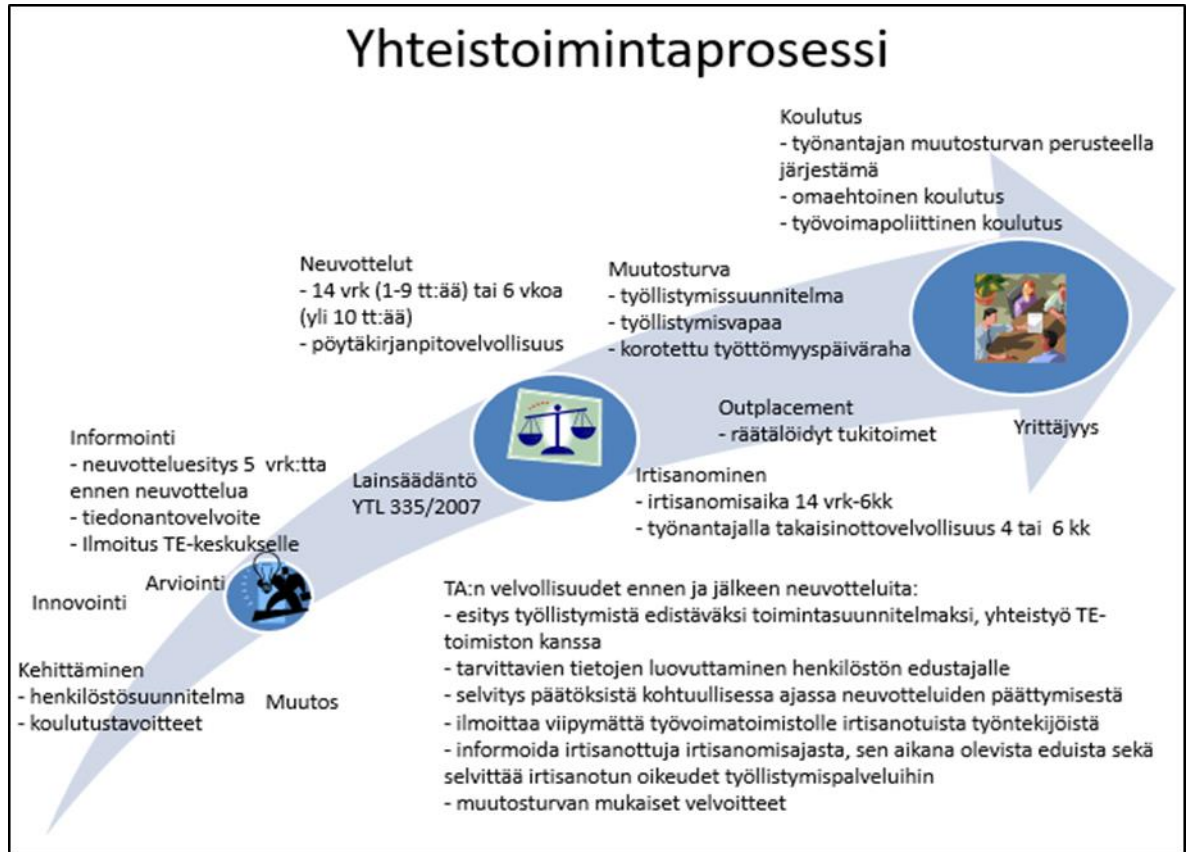 Yhteistoimintaprosessi
Koulutus
- työnantajan muutosturvan perusteella
järjestämä
- omaehtoinen koulutus
- työvoimapoliittinen koulutus
Neuvottelut
- 14 vrk (1-9 tt:ää) tai 6 vkoa
(yli 10 tt:ää)
- pöytäkirjanpitovelvollisuus
Muutosturva
- työllistymissuunnitelma
- työllistymisvapaa
- korotettu työttömyyspäiväraha
Outplacement
- räätälöidyt tukitoimet
Yrittäjyys
Informointi
- neuvotteluesitys 5 vrk:tta
ennen neuvottelua
- tiedonantovelvoite
- Ilmoitus TE-keskukselle
Lainsäädäntö
YTL 335/2007
Irtisanominen
- irtisanomisaika 14 vrk-6kk
- työnantajalla takaisinottovelvollisuus 4 tai 6 kk
Arviointi
Innovointi
Kehittäminen
- henkilöstösuunnitelma
- koulutustavoitteet
Muutos
TA:n velvollisuudet ennen ja jälkeen neuvotteluita:
- esitys työllistymistä edistäväksi toimintasuunnitelmaksi, yhteistyö TE-
toimiston kanssa
- tarvittavien tietojen luovuttaminen henkilöstön edustajalle
- selvitys päätöksistä kohtuullisessa ajassa neuvotteluiden päättymisestä
- ilmoittaa viipymättä työvoimatoimistolle irtisanotuista työntekijöistä
- informoida irtisanottuja irtisanomisajasta, sen aikana olevista eduista sekä
selvittää irtisanotun oikeudet työllistymispalveluihin
- muutosturvan mukaiset velvoitteet